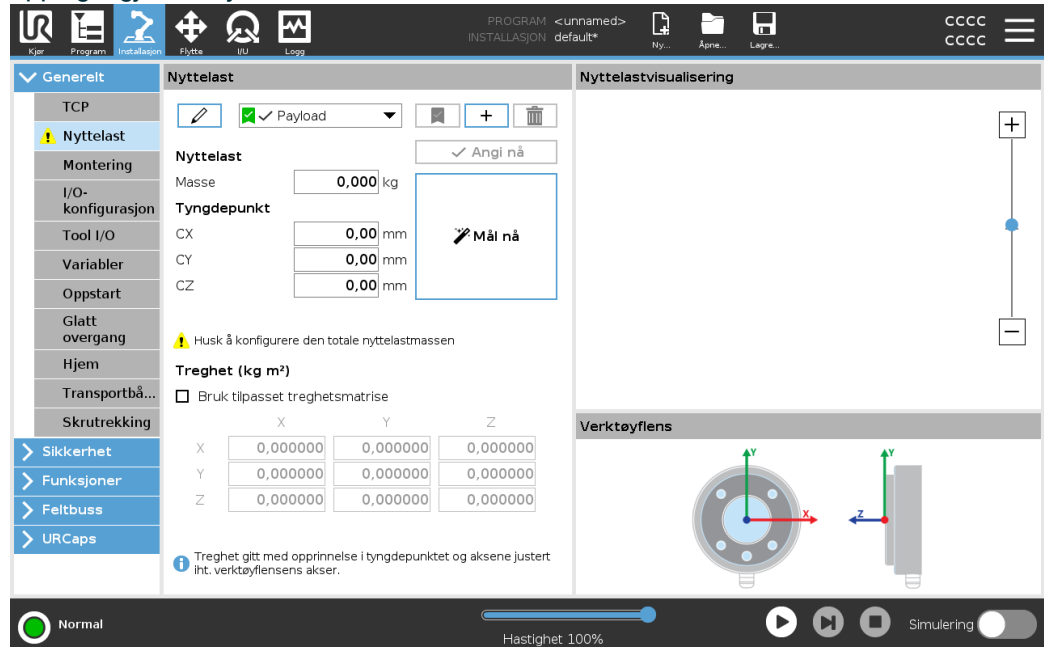 PROGRAM <unnamed>
INSTALLASJON default*
CCCC
CCCC
Kjør
Program
Installasjon
Flytte
I/U
Logg
Ny...
Åpne...
Lagre...
Generelt
TCP
Nyttelast
Montering
I/O-
konfigurasjon
Tool I/O
Variabler
Oppstart
Glatt
overgang
Hjem
Transportbå...
Skrutrekking
Sikkerhet
Funksjoner
Feltbuss
URCaps
Nyttelast
Payload
+
Angi nå
Nyttelast
Masse 0,000 kg
Tyngdepunkt
CX 0,00 mm
CY 0,00 mm
CZ 0,00 mm
Mål nå
Husk å konfigurere den totale nyttelastmassen
Treghet (kg m²)
Bruk tilpasset treghetsmatrise
X Y Z
X 0,000000 0,000000 0,000000
Y 0,000000 0,000000 0,000000
Z 0,000000 0,000000 0,000000
Treghet gitt med opprinnelse i tyngdepunktet og aksene justert
iht. verktøyflensens akser.
Nyttelastvisualisering
Verktøyflens
Y
X
Y
Z
Normal
Hastighet 100%
Simulering